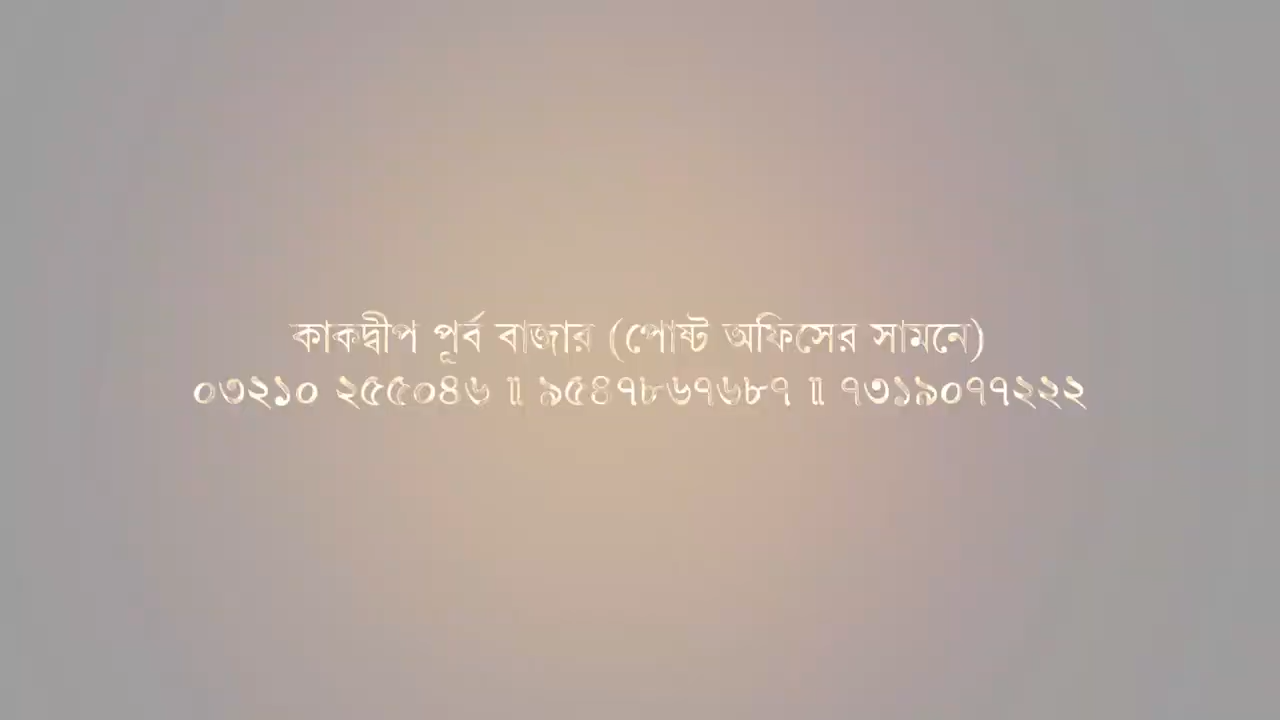 কাকদ্বীপ পূর্ব বাজার (পোষ্ট অফিসের সামনে)
০৩২১০ ২৫৫০৪৬ ॥ ৯৫৪৭৮৬৭৬৮৭ ॥ ৭৩১৯০৭৭২২২